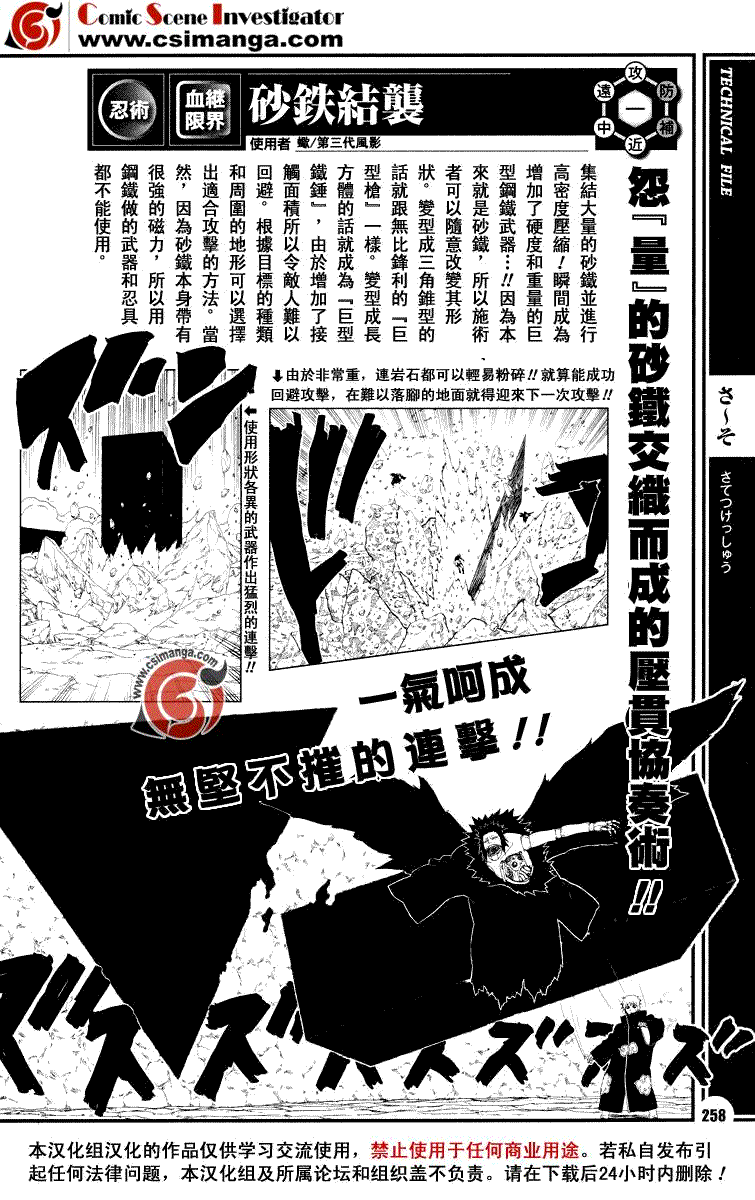 Comic Scene Investigator
www.csimanga.com
忍術
血継
限界
砂鉄結襲
使用者 蠍/第三代風影
攻
防
補
近
中
遠
一
TECHNICAL FILE
さ～そ
さてつけっしゅう
怨『量』的砂鐵交織而成的壓貫協奏術!!
集結大量的砂鐵並進行
高密度壓縮！瞬間成為
增加了硬度和重量的巨
型鋼鐵武器…!!因為本
來就是砂鐵，所以施術
者可以隨意改變其形
狀。變型成三角錐型的
話就跟無比鋒利的『巨
型槍』一樣。變型成長
方體的話就成為『巨型
鐵錘』，由於增加了接
觸面積所以令敵人難以
回避。根據目標的種類
和周圍的地形可以選擇
出適合攻擊的方法。當
然，因為砂鐵本身帶有
很強的磁力，所以用
鋼鐵做的武器和忍具
都不能使用。
⬇由於非常重，連岩石都可以輕易粉碎!!就算能成功
回避攻擊，在難以落腳的地面就得迎來下一次攻擊!!
⬅使用形狀各異的武器作出猛烈的連擊!!
ズズン
ドドドド
www.csimanga.com
一氣呵成
無堅不摧的連擊!!
ズズズズズズズ
258
本汉化组汉化的作品仅供学习交流使用，禁止使用于任何商业用途。若私自发布引
起任何法律问题，本汉化组及所属论坛和组织盖不负责。请在下载后24小时内删除！